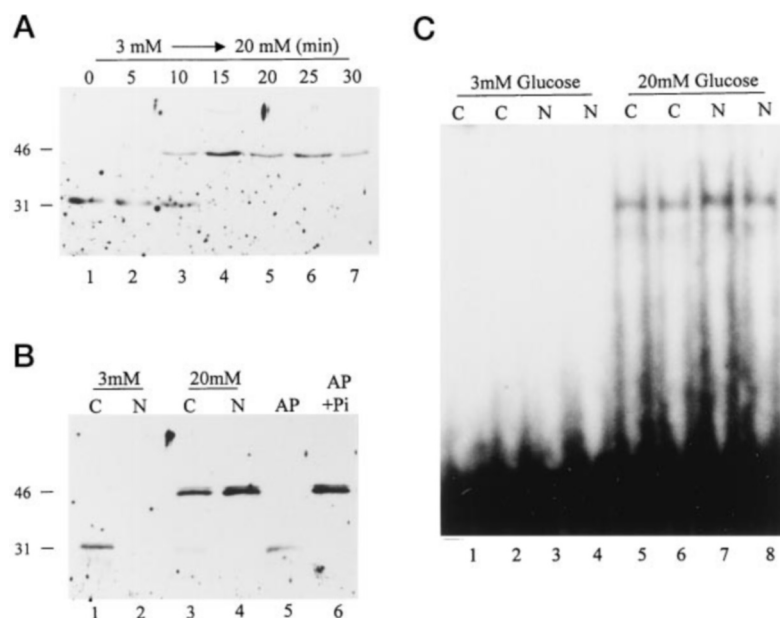 A
3 mM → 20 mM (min)
0 5 10 15 20 25 30
46 –
31 –
1 2 3 4 5 6 7
B
3mM 20mM
C N C N AP AP +Pi
46 –
31 –
1 2 3 4 5 6
C
3mM Glucose 20mM Glucose
C C N N C C N N
1 2 3 4 5 6 7 8